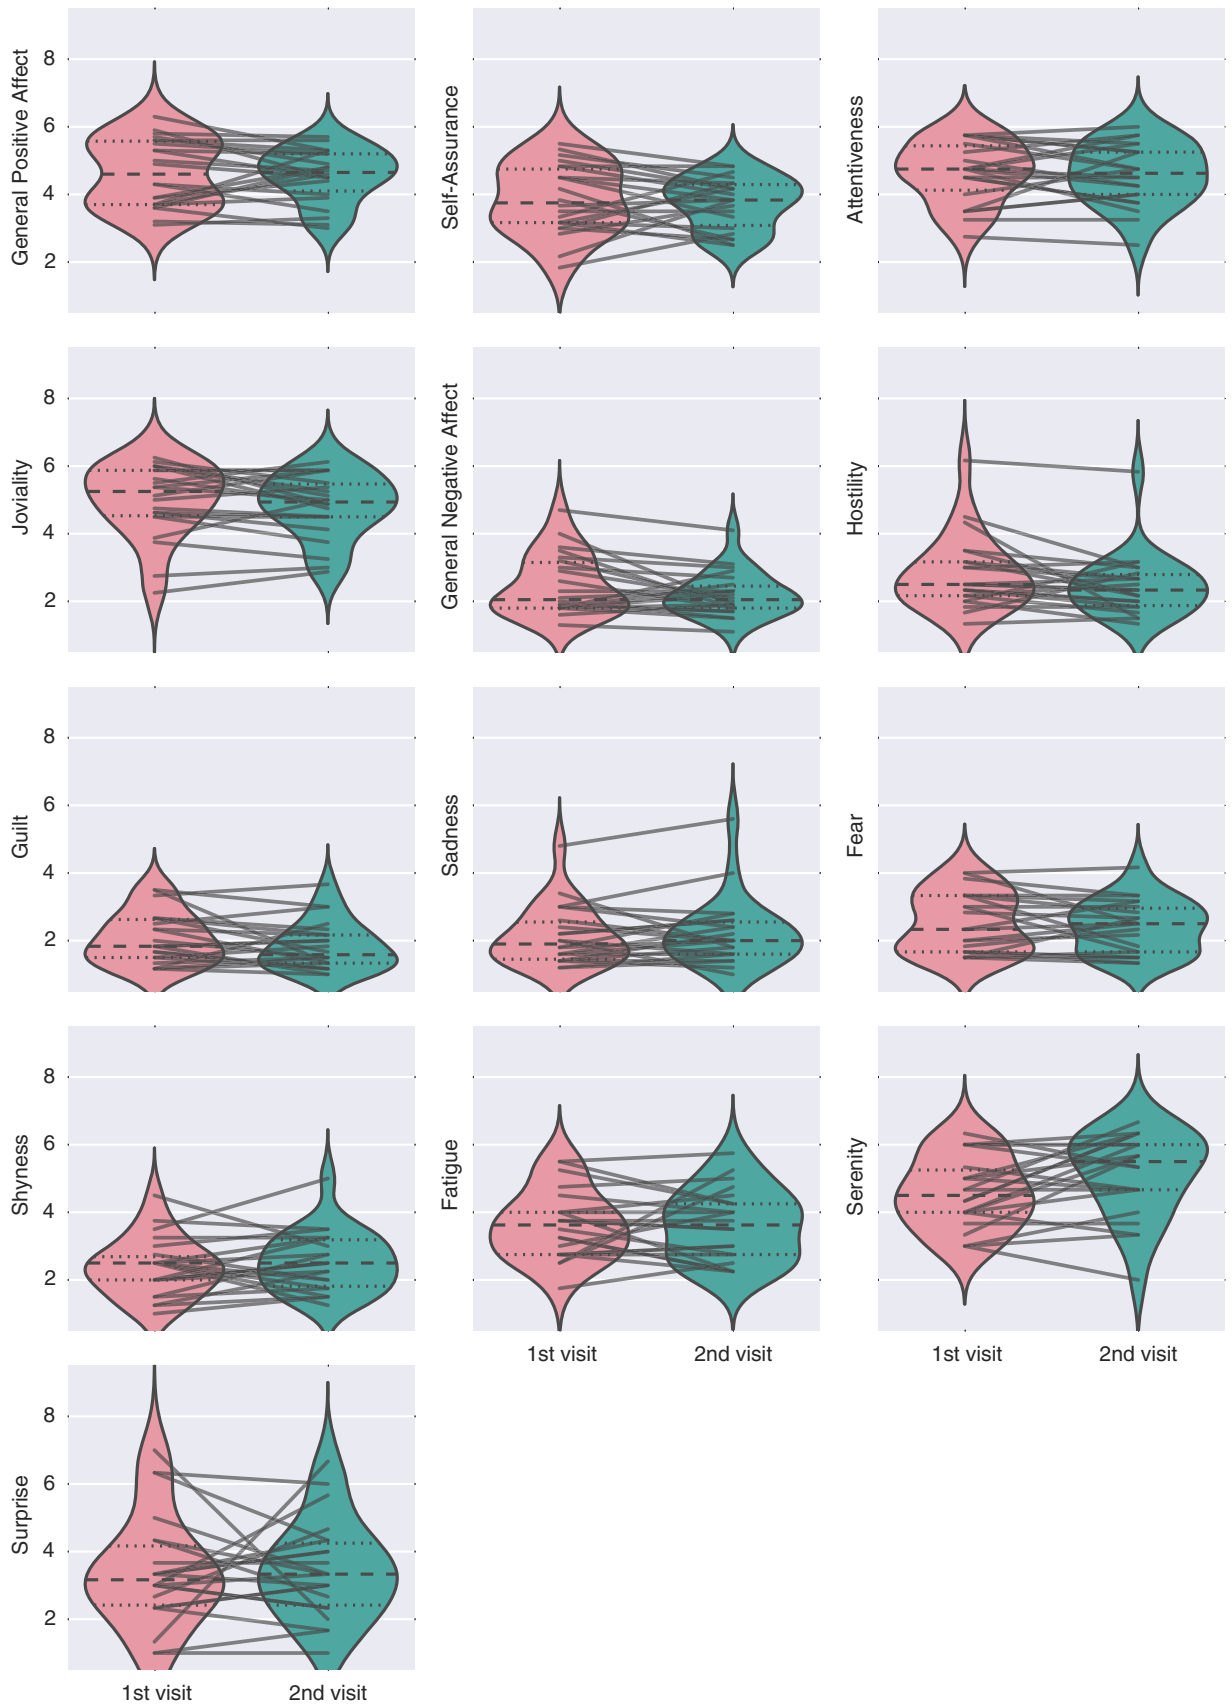 General Positive Affect
8
6
4
2
Self-Assurance
Attentiveness
Joviality
8
6
4
2
General Negative Affect
Hostility
Guilt
8
6
4
2
Sadness
Fear
Shyness
8
6
4
2
Fatigue
1st visit 2nd visit
Serenity
1st visit 2nd visit
Surprise
8
6
4
2
1st visit 2nd visit